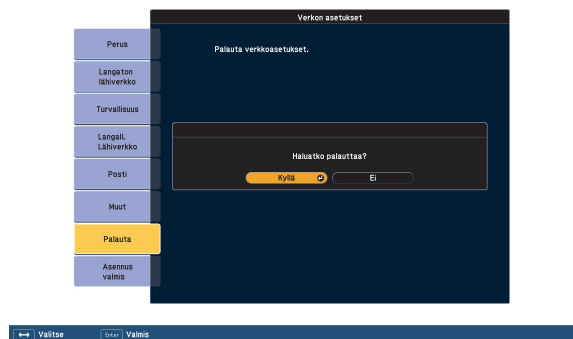 Verkon asetukset
Perus
Palauta verkkoasetukset.
Langaton
lähiverkko
Turvallisuus
Langall.
Lähiverkko
Haluatko palauttaa?
Posti
Kyllä
Ei
Muut
Palauta
Asennus
valmis
Valitse
Enter Valmis